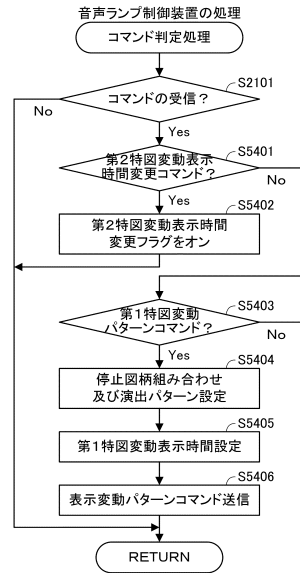 音声ランプ制御装置の処理
コマンド判定処理
S2101
コマンドの受信？
No
Yes
S5401
第2特図変動表示
時間変更コマンド？
No
Yes
S5402
第2特図変動表示時間
変更フラグをオン
S5403
第1特図変動
パターンコマンド？
No
Yes
S5404
停止図柄組み合わせ
及び演出パターン設定
S5405
第1特図変動表示時間設定
S5406
表示変動パターンコマンド送信
RETURN